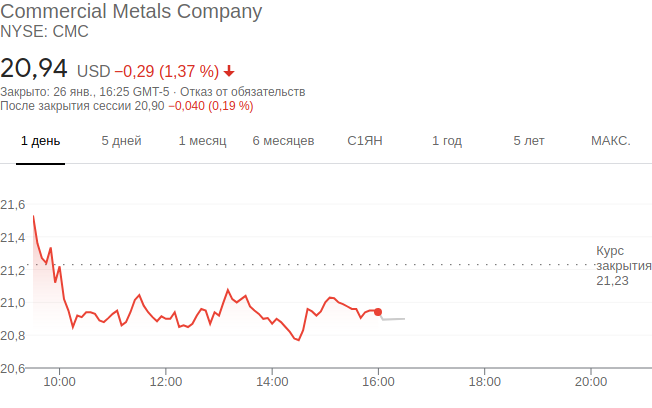 Commercial Metals Company
NYSE: CMC
20,94 USD −0,29 (1,37 %)
Закрыто: 26 янв., 16:25 GMT-5 · Отказ от обязательств
После закрытия сессии 20,90 −0,040 (0,19 %)
1 день 5 дней 1 месяц 6 месяцев С1ЯН 1 год 5 лет МАКС.
21,6
21,4
Курс
закрытия
21,23
21,2
21,0
20,8
20,6
10:00 12:00 14:00 16:00 18:00 20:00